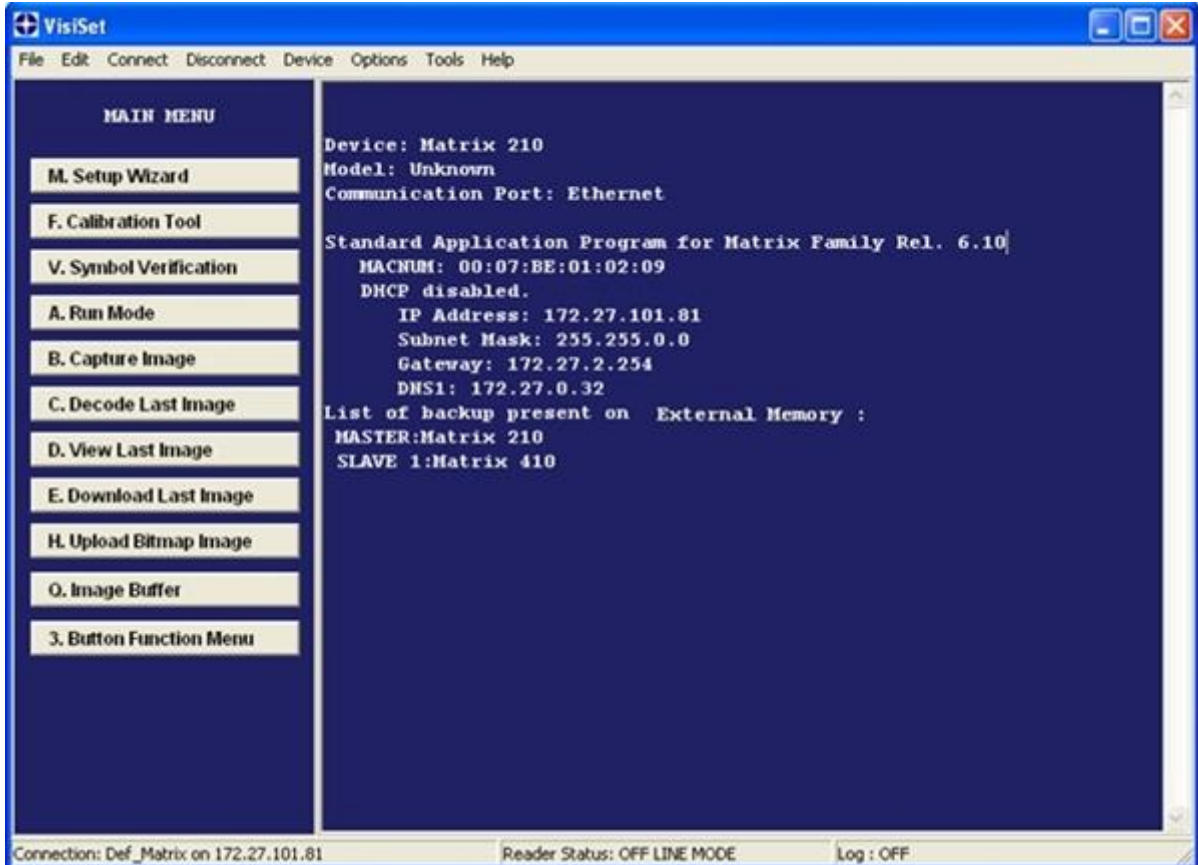 VisiSet
File Edit Connect Disconnect Device Options Tools Help
MAIN MENU
M. Setup Wizard
F. Calibration Tool
V. Symbol Verification
A. Run Mode
B. Capture Image
C. Decode Last Image
D. View Last Image
E. Download Last Image
H. Upload Bitmap Image
O. Image Buffer
3. Button Function Menu
Device: Matrix 210
Model: Unknown
Communication Port: Ethernet
Standard Application Program for Matrix Family Rel. 6.10
MACNUM: 00:07:BE:01:02:09
DHCP disabled.
IP Address: 172.27.101.81
Subnet Mask: 255.255.0.0
Gateway: 172.27.2.254
DNS1: 172.27.0.32
List of backup present on External Memory :
MASTER:Matrix 210
SLAVE 1:Matrix 410
Connection: Def_Matrix on 172.27.101.81 Reader Status: OFF LINE MODE Log : OFF